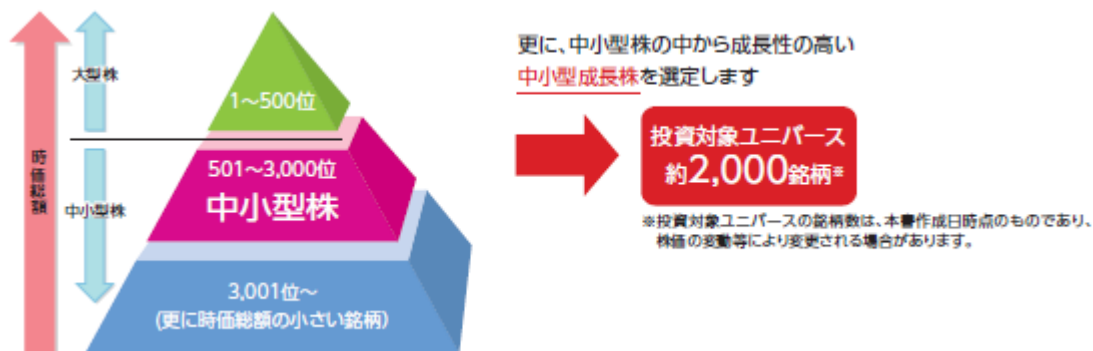 時価総額
大型株
中小型株
1～500位
501～3,000位
中小型株
3,001位～
(更に時価総額の小さい銘柄)
更に、中小型株の中から成長性の高い
中小型成長株を選定します
投資対象ユニバース
約2,000銘柄※
※投資対象ユニバースの銘柄数は、本書作成日時点のものであり、
株価の変動等により変更される場合があります。